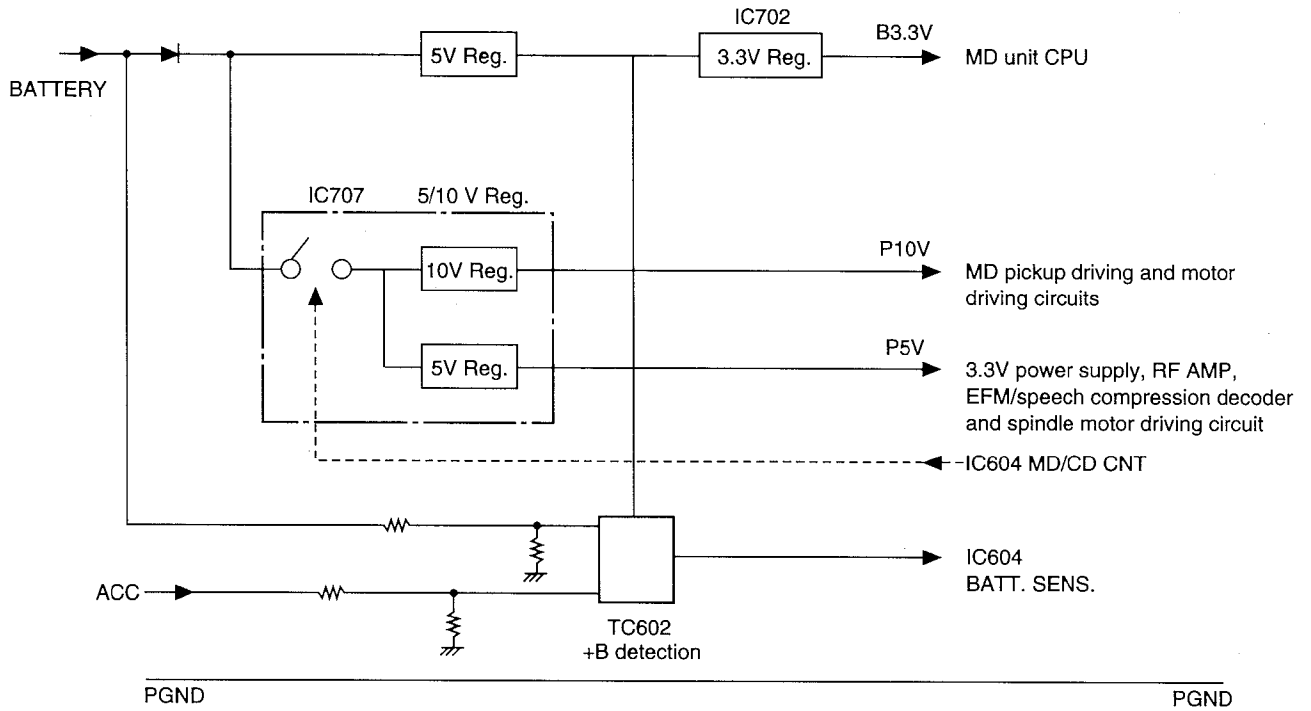 IC702
B3.3V
5V Reg.
3.3V Reg.
MD unit CPU
BATTERY
IC707
5/10 V Reg.
P10V
10V Reg.
MD pickup driving and motor
driving circuits
P5V
5V Reg.
3.3V power supply, RF AMP,
EFM/speech compression decoder
and spindle motor driving circuit
IC604 MD/CD CNT
IC604
BATT. SENS.
ACC
TC602
+B detection
PGND
PGND